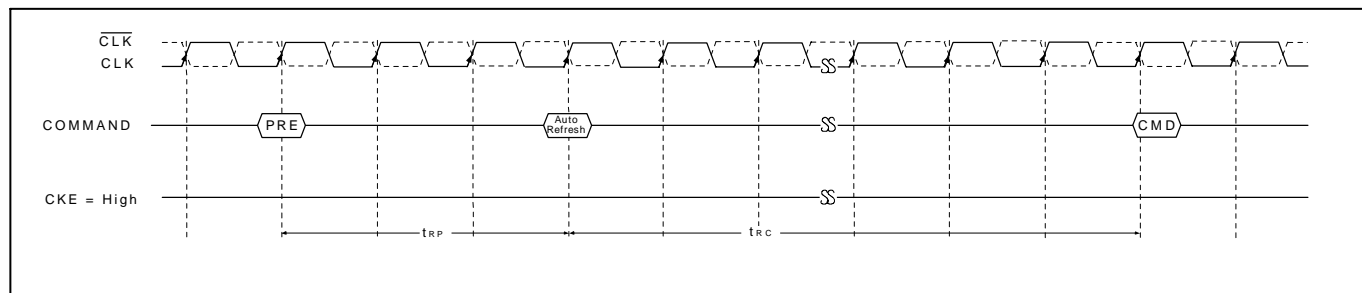 CLK
CLK
COMMAND
PRE
Auto
Refresh
CMD
CKE = High
tRP
tRC